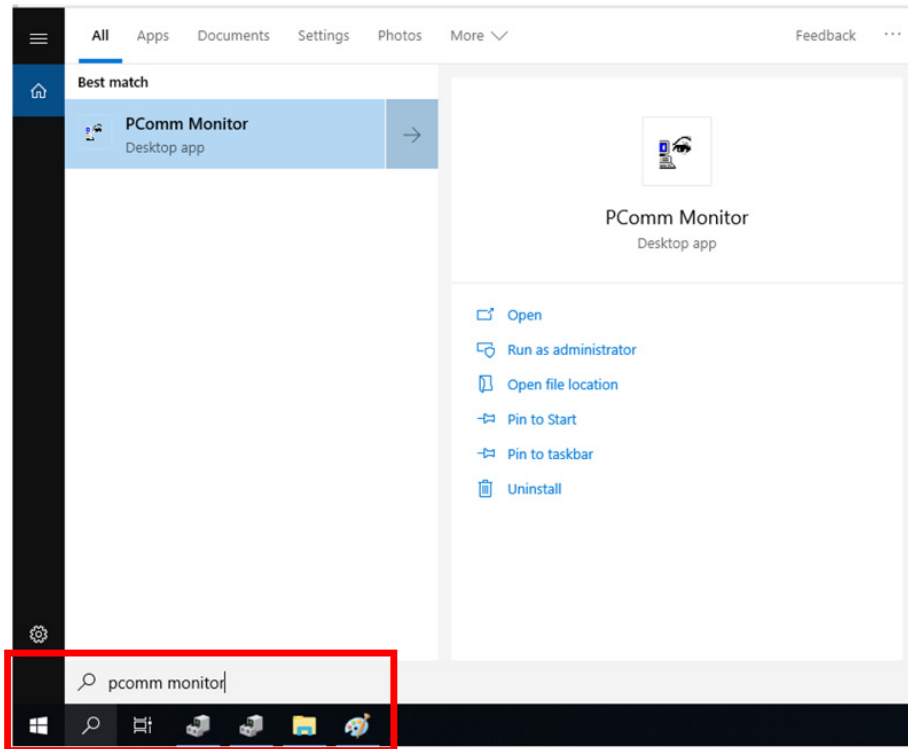 All Apps Documents Settings Photos More Feedback ...
Best match
PComm Monitor
Desktop app
PComm Monitor
Desktop app
Open
Run as administrator
Open file location
Pin to Start
Pin to taskbar
Uninstall
pcomm monitor